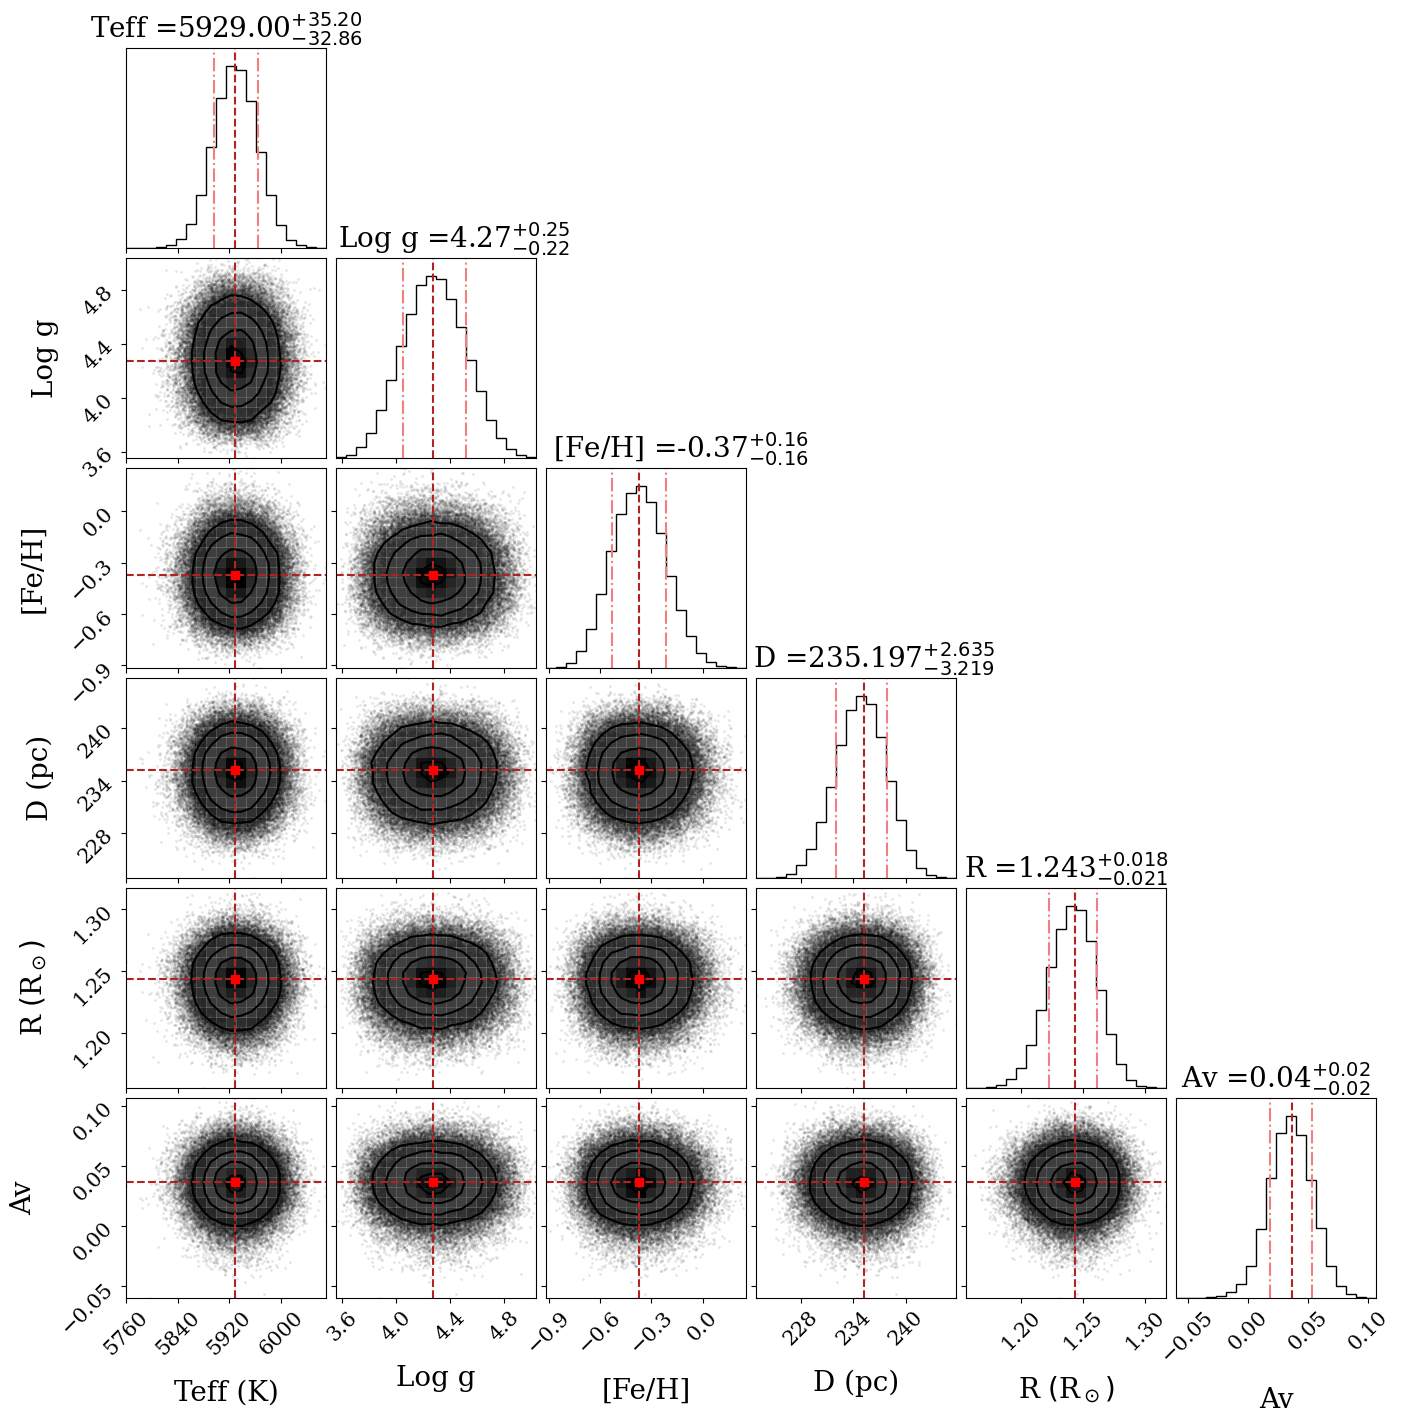 Teff =5929.00+35.20−32.86
Log g =4.27+0.25−0.22
4.8
4.4
4.0
3.6
Log g
[Fe/H] =-0.37+0.16−0.16
0.0
−0.3
−0.6
−0.9
[Fe/H]
D =235.197+2.635−3.219
240
234
228
D (pc)
R =1.243+0.018−0.021
1.30
1.25
1.20
R (R⊙)
Av =0.04+0.02−0.02
0.10
0.05
0.00
−0.05
Av
5760 5840 5920 6000
3.6 4.0 4.4 4.8
−0.9 −0.6 −0.3 0.0
228 234 240
1.20 1.25 1.30
−0.05 0.00 0.05 0.10
Teff (K) Log g [Fe/H] D (pc) R (R⊙) Av